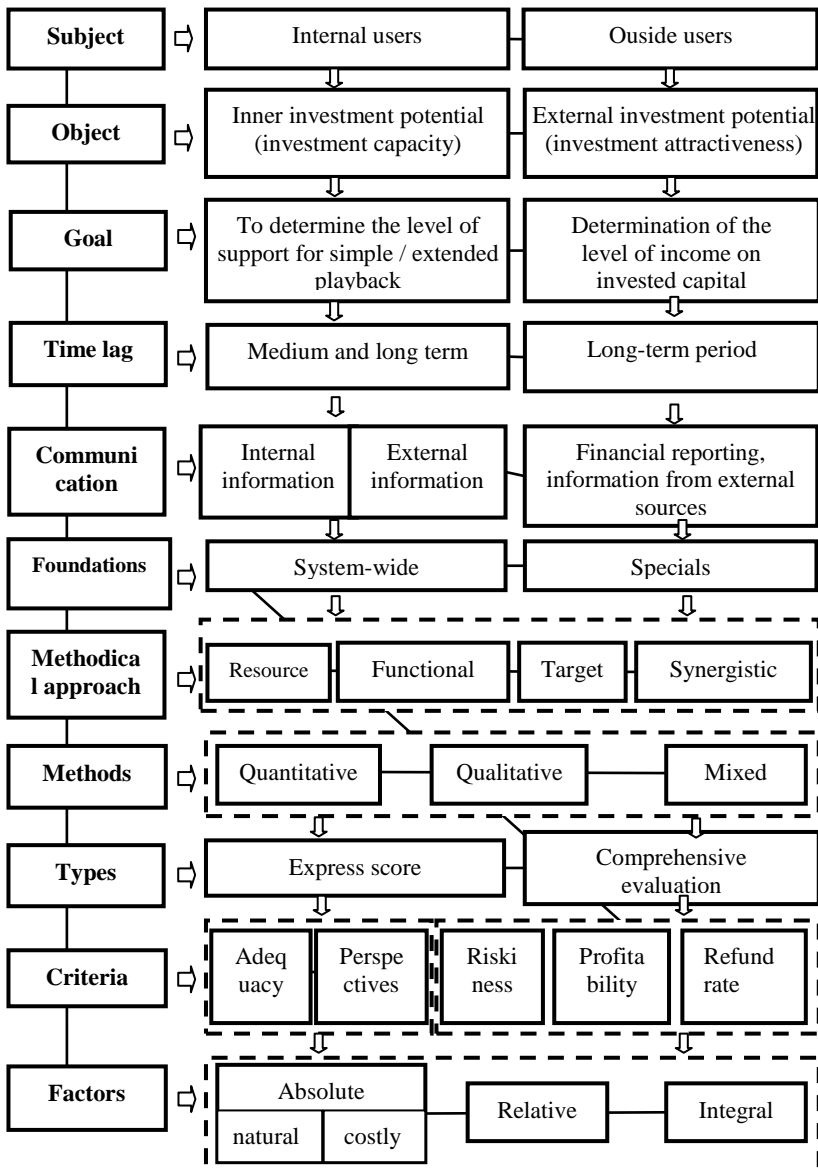 Subject
Internal users
Ouside users
Object
Inner investment potential
(investment capacity)
External investment potential
(investment attractiveness)
Goal
To determine the level of
support for simple / extended
playback
Determination of the
level of income on
invested capital
Time lag
Medium and long term
Long-term period
Communi
cation
Internal
information
External
information
Financial reporting,
information from external
sources
Foundations
System-wide
Specials
Methodica
l approach
Resource
Functional
Target
Synergistic
Methods
Quantitative
Qualitative
Mixed
Types
Express score
Comprehensive
evaluation
Criteria
Adeq
uacy
Perspe
ctives
Riski
ness
Profita
bility
Refund
rate
Factors
Absolute
natural
costly
Relative
Integral